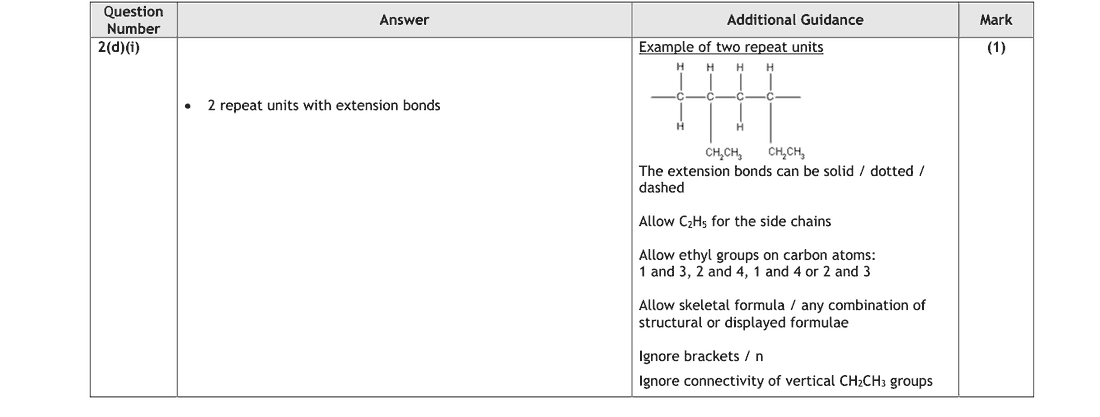 Question Number
Answer
Additional Guidance
Mark
2(d)(i)
Example of two repeat units
(1)
H H H H
• 2 repeat units with extension bonds
C C C C
H H
CH₂CH₃ CH₂CH₃
The extension bonds can be solid / dotted /
dashed
Allow C₂H₅ for the side chains
Allow ethyl groups on carbon atoms:
1 and 3, 2 and 4, 1 and 4 or 2 and 3
Allow skeletal formula / any combination of
structural or displayed formulae
Ignore brackets / n
Ignore connectivity of vertical CH₂CH₃ groups